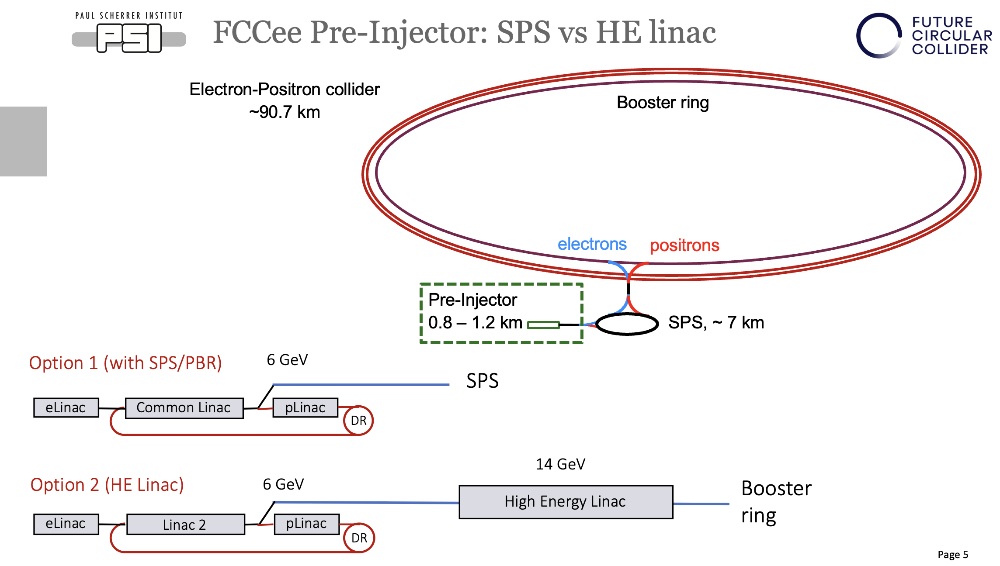 PAUL SCHERRER INSTITUT
PSI
FCCee Pre-Injector: SPS vs HE linac
FUTURE
CIRCULAR
COLLIDER
Electron-Positron collider
~90.7 km
Booster ring
electrons
positrons
Pre-Injector
0.8 – 1.2 km
SPS, ~ 7 km
Option 1 (with SPS/PBR)
6 GeV
SPS
eLinac
Common Linac
pLinac
DR
14 GeV
Option 2 (HE Linac)
6 GeV
High Energy Linac
Booster
ring
eLinac
Linac 2
pLinac
DR
Page 5